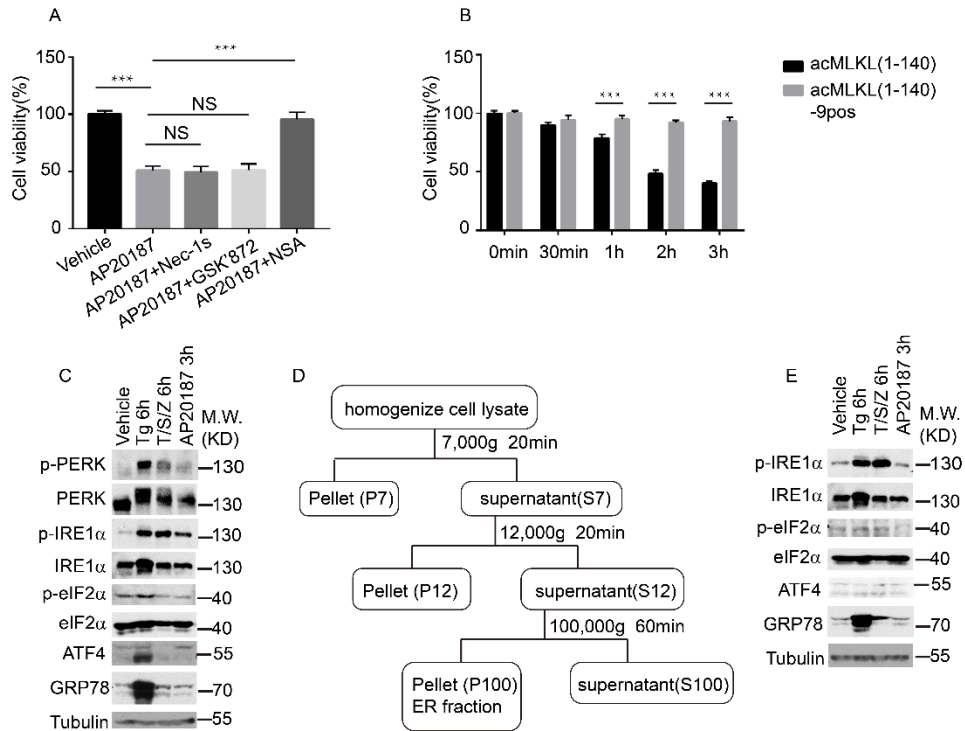 A
Cell viability(%)
150
100
50
0
***
***
NS
NS
Vehicle
AP20187
AP20187+Nec-1s
AP20187+GSK'872
AP20187+NSA
B
Cell viability(%)
150
100
50
0
***
***
***
0min
30min
1h
2h
3h
acMLKL(1-140)
acMLKL(1-140)
-9pos
C
Vehicle
Tg 6h
T/S/Z 6h
AP20187 3h
M.W.
(KD)
p-PERK
130
PERK
130
p-IRE1α
130
IRE1α
130
p-eIF2α
40
eIF2α
40
ATF4
55
GRP78
70
Tubulin
55
D
homogenize cell lysate
7,000g 20min
Pellet (P7)
supernatant(S7)
12,000g 20min
Pellet (P12)
supernatant(S12)
100,000g 60min
Pellet (P100)
ER fraction
supernatant(S100)
E
Vehicle
Tg 6h
T/S/Z 6h
AP20187 3h
M.W.
(KD)
p-IRE1α
130
IRE1α
130
p-eIF2α
40
eIF2α
40
ATF4
55
GRP78
70
Tubulin
55